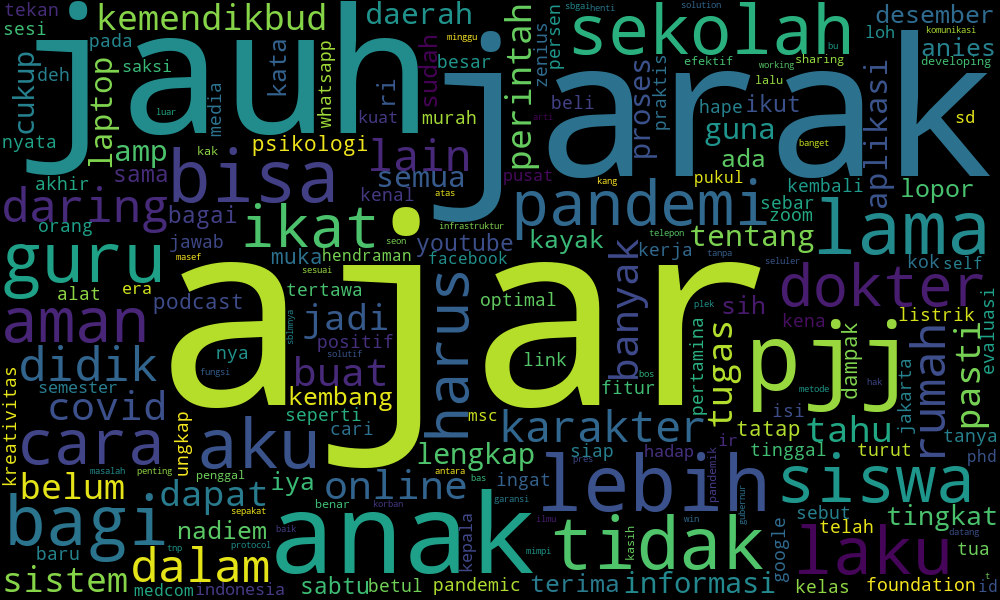 tekan
kemendikbud
daerah
sekolah
desember
sesi
jauh
jarak
pada
laptop
saksi
kata
whatsapp
sudah
minggu
besar
perintah
zenius
persen
sbgai
henti
solution
loh
anies
komunikasi
bu
efektif
working
sharing
developing
cukup
deh
media
luar
ri
kuat
murah
beli
proses
praktis
hape
ikut
lalu
aplikasi
sd
nyata
amp
psikologi
lain
arti
guna
banget
akhir
sama
kak
bisa
kenal
semua
pusat
kang
ada
pukul
kembali
lopor
daring
bagai
ikat
atas
pandemi
sebar
lama
orang
jawab
seon
infrastruktur
kayak
zoom
tentang
telepon
tanpa
seluler
guru
masef
muka
hendraman
youtube
facebook
kerja
kok
self
alat
era
podcast
sesuai
tertawa
ajar
harus
optimal
banyak
plek
sih
dokter
aman
jadi
positif
sbimnya
solutif
kena
listrik
evaluasi
didik
nya
fungsi
buat
link
bos
fitur
pertamina
tugas
pjj
dampak
rumah
pasti
kreativitas
semester
metode
hak
jakarta
covid
ungkap
kembang
seperti
msc
karakter
isi
cara
aku
cari
lengkap
siap
hadap
ir
tatap
tinggal
tahu
turut
tanya
phd
masalah
penting
penggal
iya
antara
bas
ingat
pres
pandemik
belum
dapat
online
lebih
siswa
bagi
sepakat
benar
korban
garansi
gubernur
google
sebut
tingkat
nadiem
baik
anak
kepala
ilmu
tidak
win
telah
datang
baru
tnp
protocol
mimpi
kasih
laku
tua
sistem
dalam
medcom
indonesia
sabtu
betul
pandemic
terima
informasi
kelas
foundation
id
t